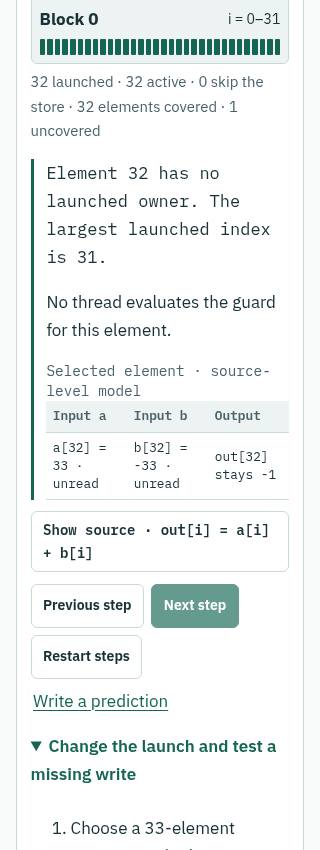 Block 0 i = 0–31
32 launched · 32 active · 0 skip the
store · 32 elements covered · 1
uncovered
Element 32 has no
launched owner. The
largest launched index
is 31.
No thread evaluates the guard
for this element.
Selected element · source-
level model
Input a Input b Output
a[32] = b[32] = out[32]
33 · -33 · stays -1
unread unread
Show source · out[i] = a[i]
+ b[i]
Previous step Next step
Restart steps
Write a prediction
▼ Change the launch and test a
missing write
1. Choose a 33-element